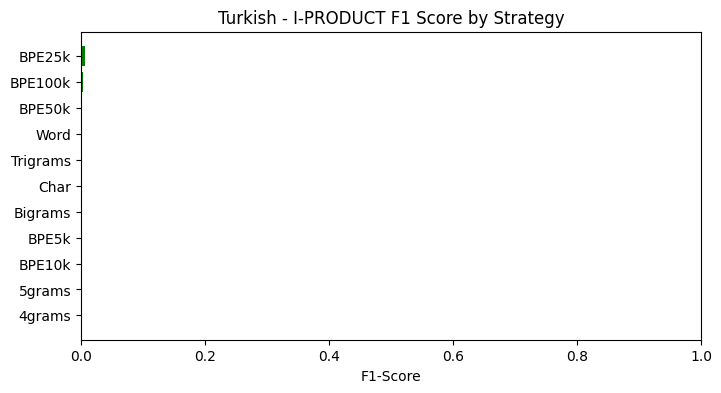 Turkish - I-PRODUCT F1 Score by Strategy
BPE25k
BPE100k
BPE50k
Word
Trigrams
Char
Bigrams
BPE5k
BPE10k
5grams
4grams
0.0 0.2 0.4 0.6 0.8 1.0
F1-Score